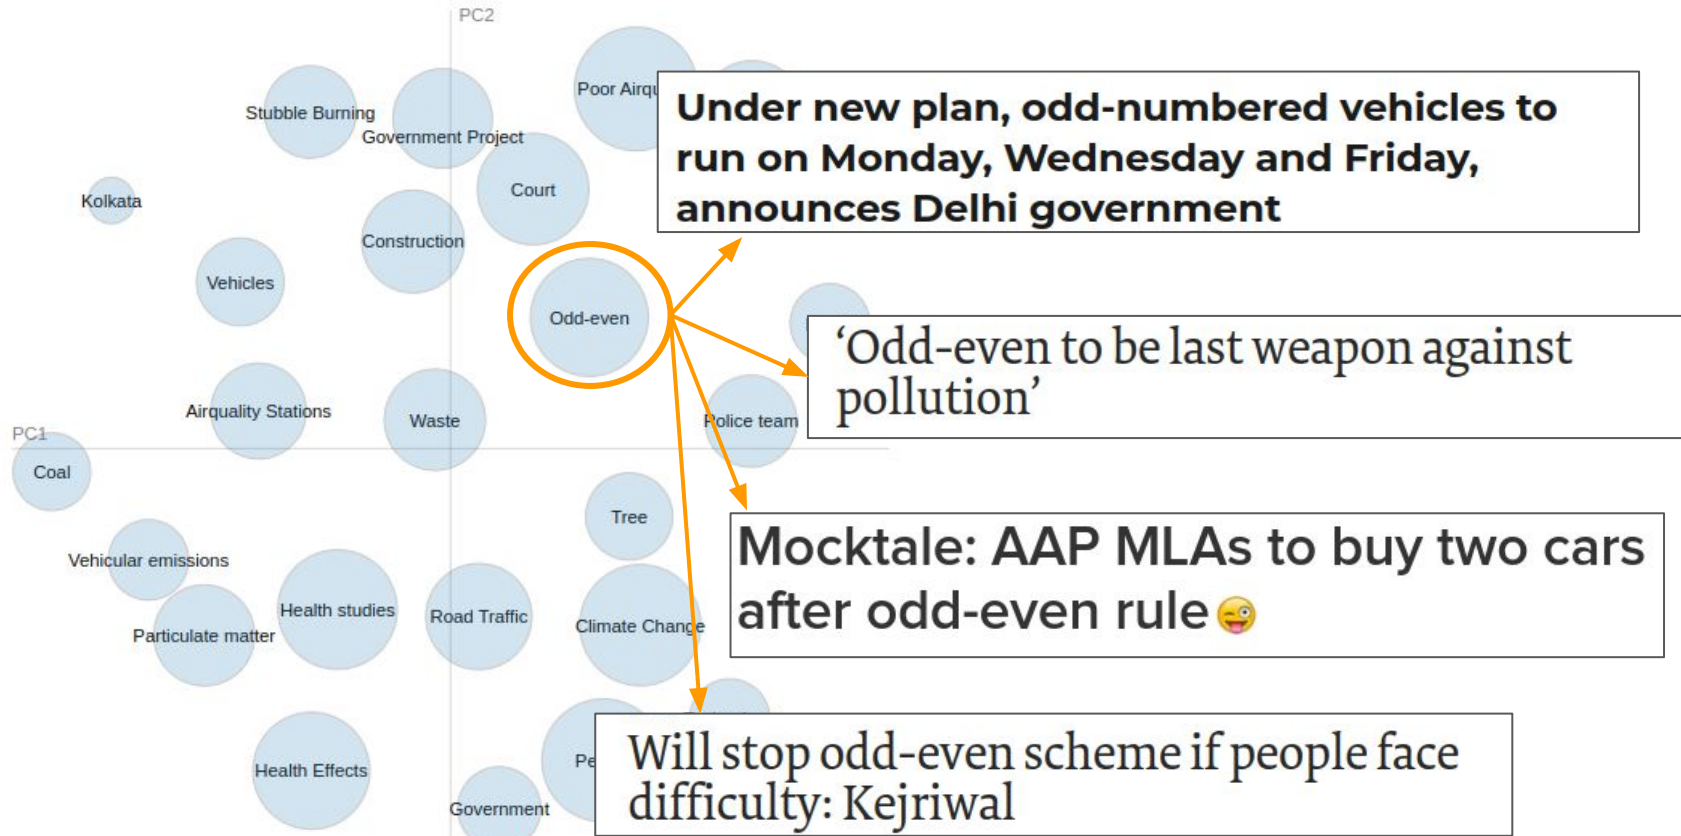 PC2
Poor Airqu
Under new plan, odd-numbered vehicles to
run on Monday, Wednesday and Friday,
announces Delhi government
Stubble Burning
Government Project
Court
Kolkata
Construction
Vehicles
Odd-even
‘Odd-even to be last weapon against
pollution’
Airquality Stations
Waste
Police team
PC1
Coal
Tree
Mocktale: AAP MLAs to buy two cars
after odd-even rule😜
Vehicular emissions
Health studies
Road Traffic
Climate Change
Particulate matter
Will stop odd-even scheme if people face
difficulty: Kejriwal
Pe
Health Effects
Government